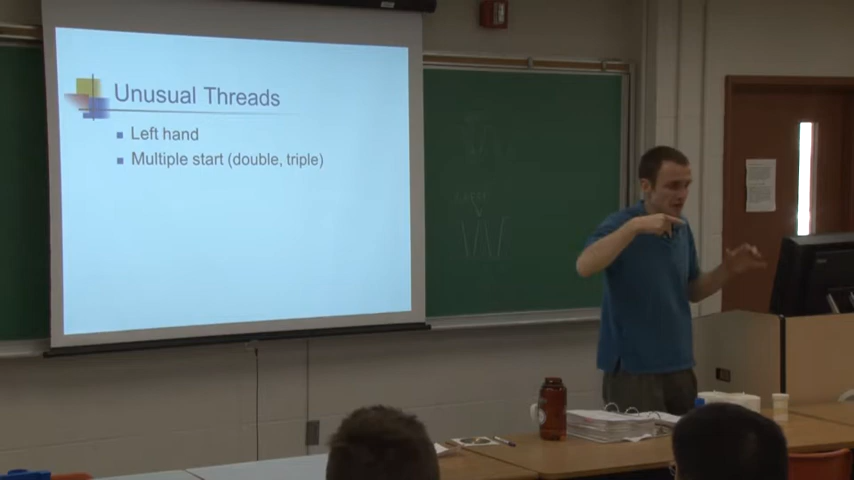 Unusual Threads
Left hand
Multiple start (double, triple)